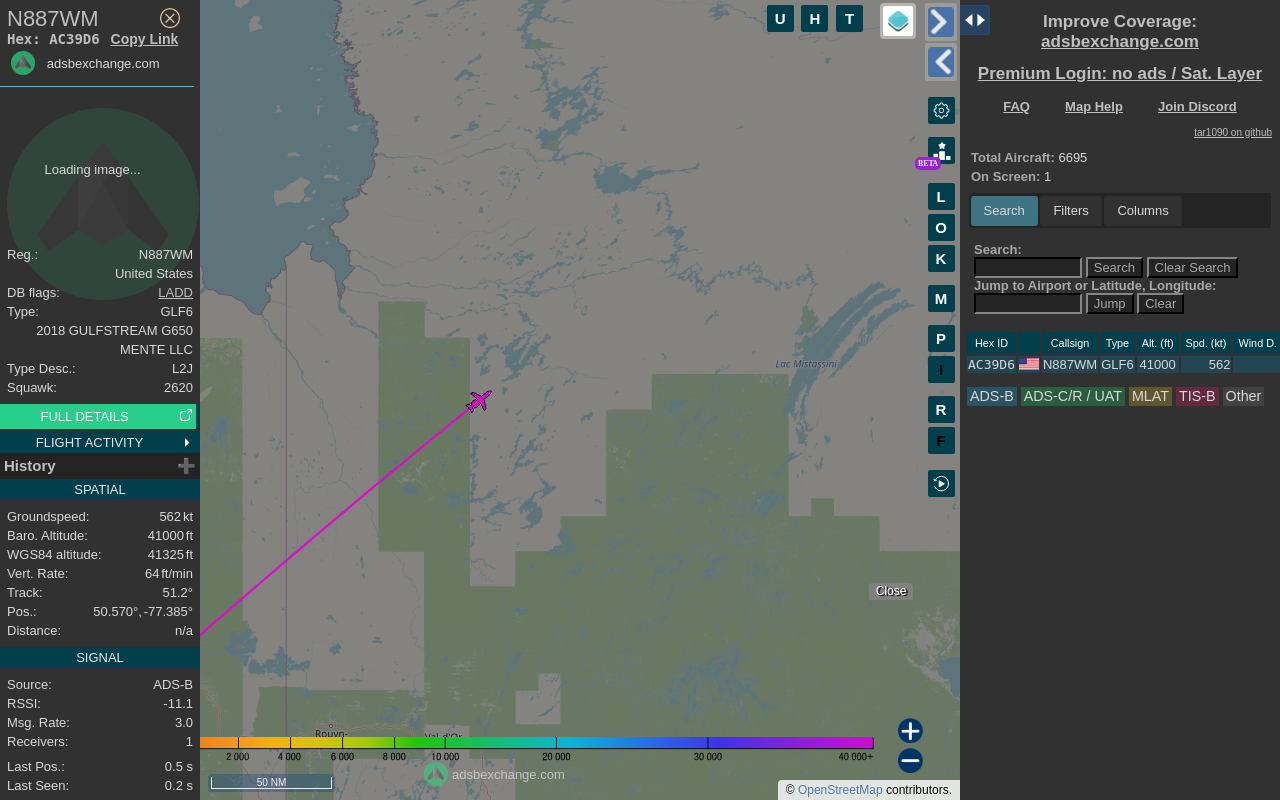 N887WM
Hex: AC39D6 Copy Link
adsbexchange.com
Loading image...
Reg.: N887WM
United States
DB flags: LADD
Type: GLF6
2018 GULFSTREAM G650
MENTE LLC
Type Desc.: L2J
Squawk: 2620
FULL DETAILS
FLIGHT ACTIVITY
History
SPATIAL
Groundspeed: 562 kt
Baro. Altitude: 41000 ft
WGS84 altitude: 41325 ft
Vert. Rate: 64 ft/min
Track: 51.2°
Pos.: 50.570°, -77.385°
Distance: n/a
SIGNAL
Source: ADS-B
RSSI: -11.1
Msg. Rate: 3.0
Receivers: 1
Last Pos.: 0.5 s
Last Seen: 0.2 s
U H T
BETA
L
O
K
M
P
I
R
F
Lac Mistassini
Close
Rouyn-
Val-d'Or
2 000 4 000 6 000 8 000 10 000 20 000 30 000 40 000+
50 NM
adsbexchange.com
© OpenStreetMap contributors.
Improve Coverage:
adsbexchange.com
Premium Login: no ads / Sat. Layer
FAQ Map Help Join Discord
tar1090 on github
Total Aircraft: 6695
On Screen: 1
Search Filters Columns
Search:
Search Clear Search
Jump to Airport or Latitude, Longitude:
Jump Clear
Hex ID Callsign Type Alt. (ft) Spd. (kt) Wind D.
AC39D6 N887WM GLF6 41000 562
ADS-B ADS-C/R / UAT MLAT TIS-B Other